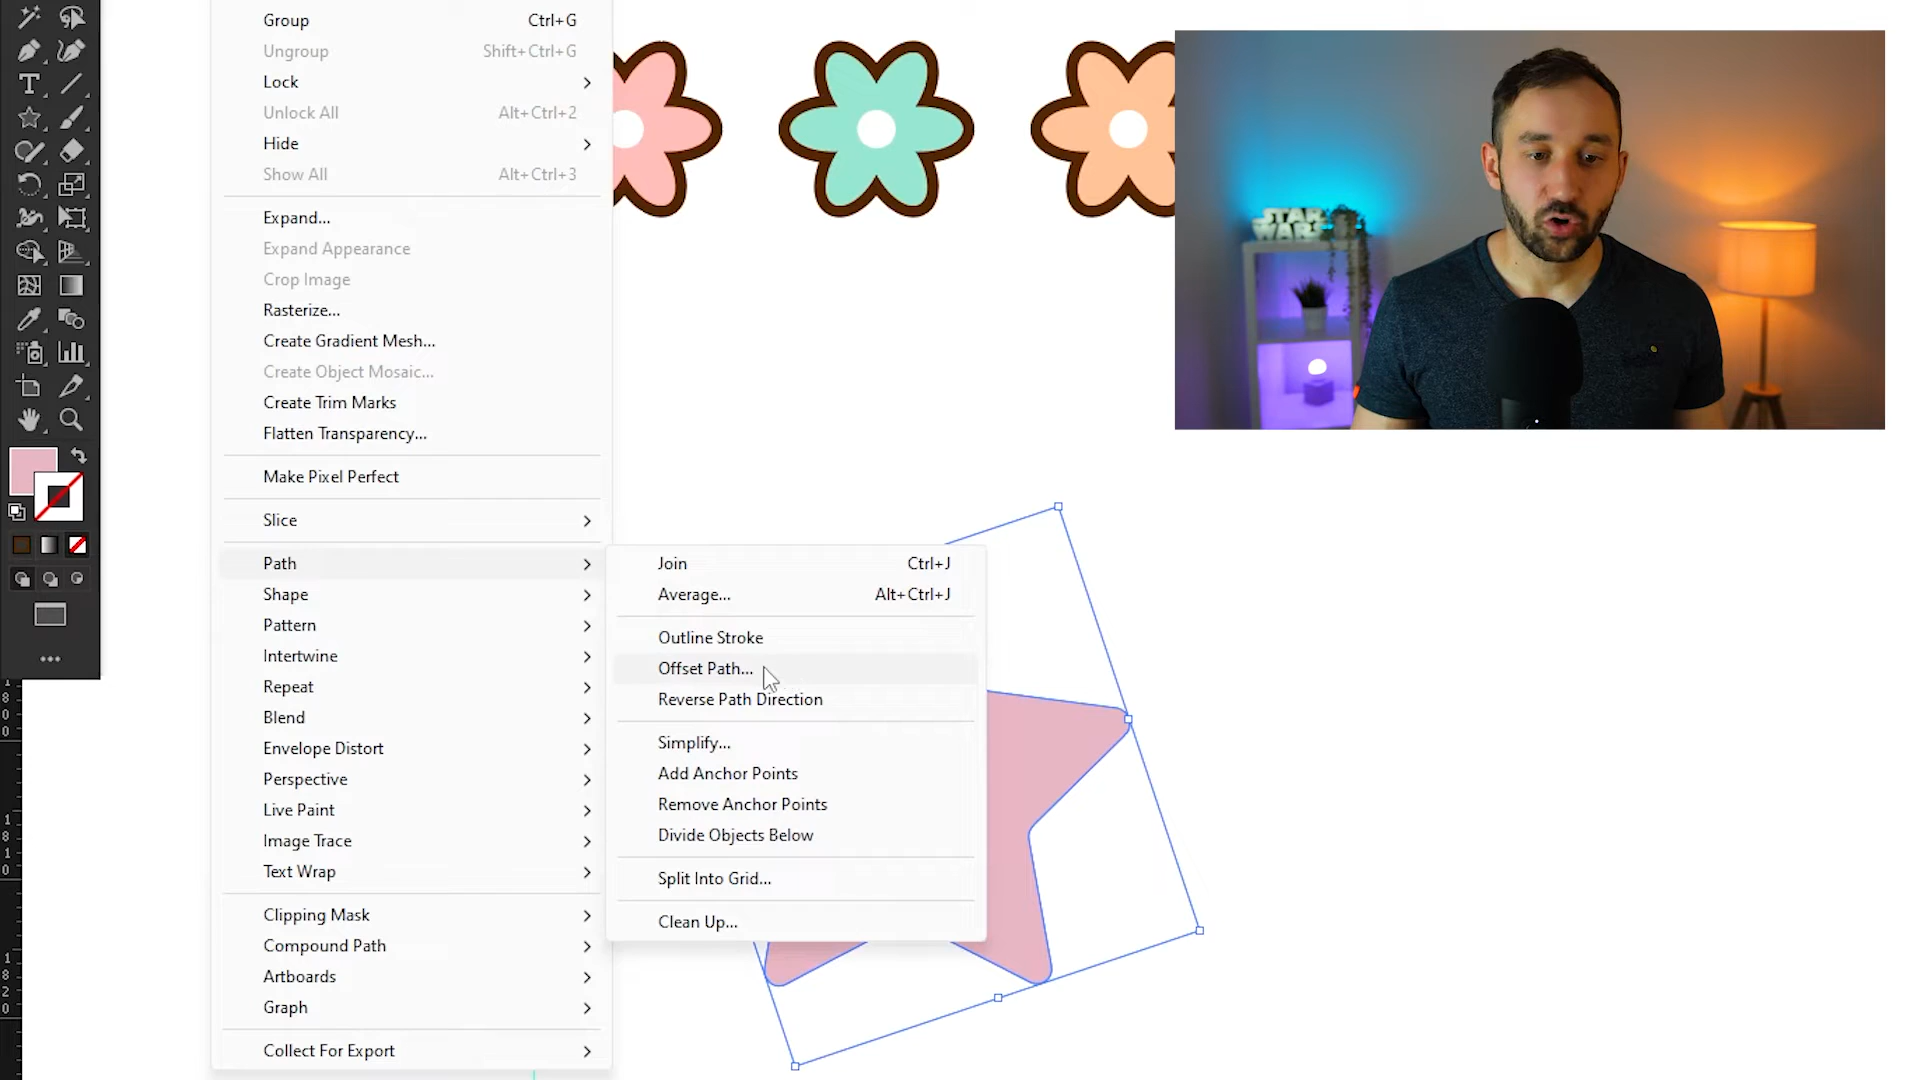 Group Ctrl+G
Ungroup Shift+Ctrl+G
Lock
Unlock All Alt+Ctrl+2
Hide
Show All Alt+Ctrl+3
Expand...
Expand Appearance
Crop Image
Rasterize...
Create Gradient Mesh...
Create Object Mosaic...
Create Trim Marks
Flatten Transparency...
Make Pixel Perfect
Slice
Path
Shape
Pattern
Intertwine
Repeat
Blend
Envelope Distort
Perspective
Live Paint
Image Trace
Text Wrap
Clipping Mask
Compound Path
Artboards
Graph
Collect For Export
Join Ctrl+J
Average... Alt+Ctrl+J
Outline Stroke
Offset Path...
Reverse Path Direction
Simplify...
Add Anchor Points
Remove Anchor Points
Divide Objects Below
Split Into Grid...
Clean Up...
STAR
WARS
1800
1810
1820